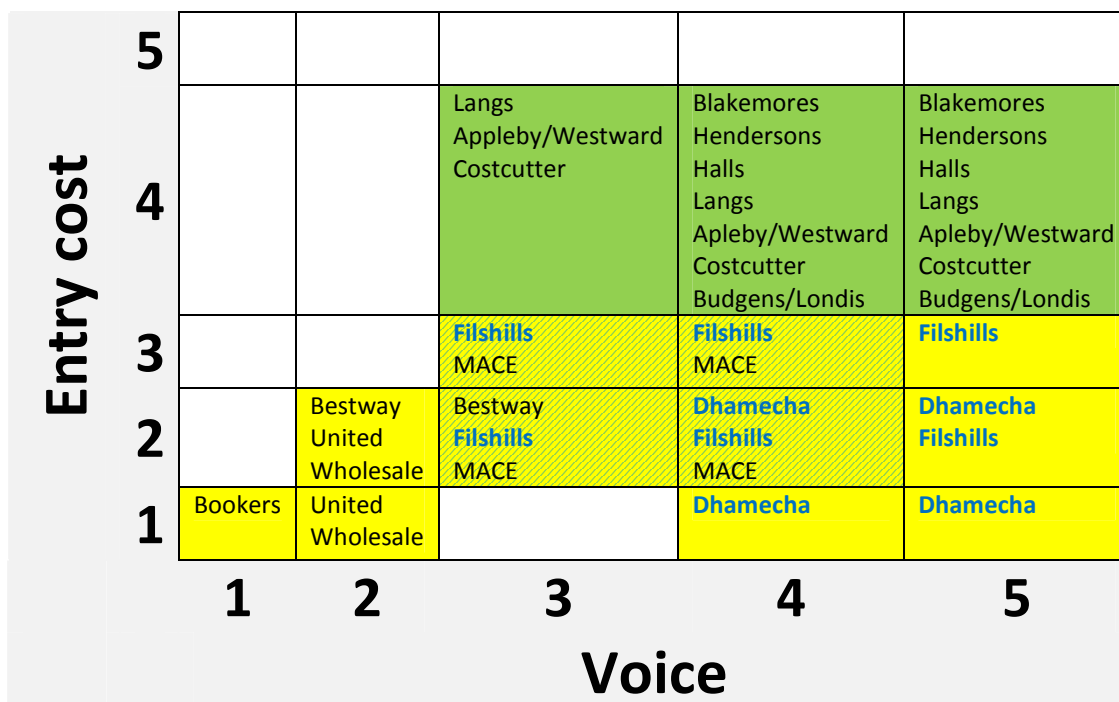 Entry cost
5
4
Langs
Appleby/Westward
Costcutter
Blakemores
Hendersons
Halls
Langs
Apleby/Westward
Costcutter
Budgens/Londis
Blakemores
Hendersons
Halls
Langs
Apleby/Westward
Costcutter
Budgens/Londis
3
Filshills
MACE
Filshills
MACE
Filshills
2
Bestway
United
Wholesale
Bestway
Filshills
MACE
Dhamecha
Filshills
MACE
Dhamecha
Filshills
1
Bookers
United
Wholesale
Dhamecha
Dhamecha
1 2 3 4 5
Voice